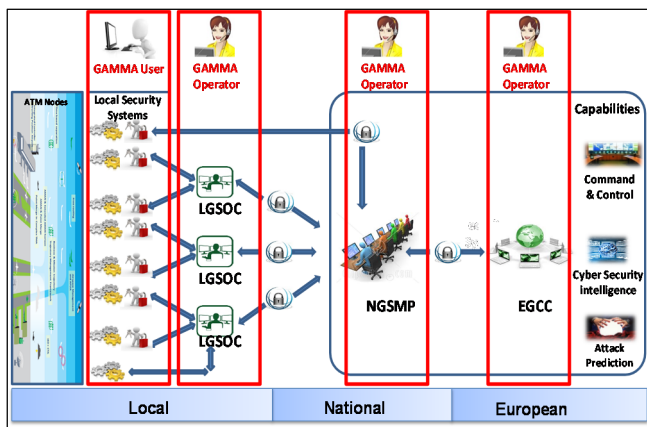 GAMMA User
GAMMA
Operator
GAMMA
Operator
GAMMA
Operator
ATM Nodes
Local Security
Systems
Capabilities
LGSOC
LGSOC
LGSOC
NGSMP
EGCC
Command
& Control
Cyber Security
Intelligence
Attack
Prediction
Local
National
European